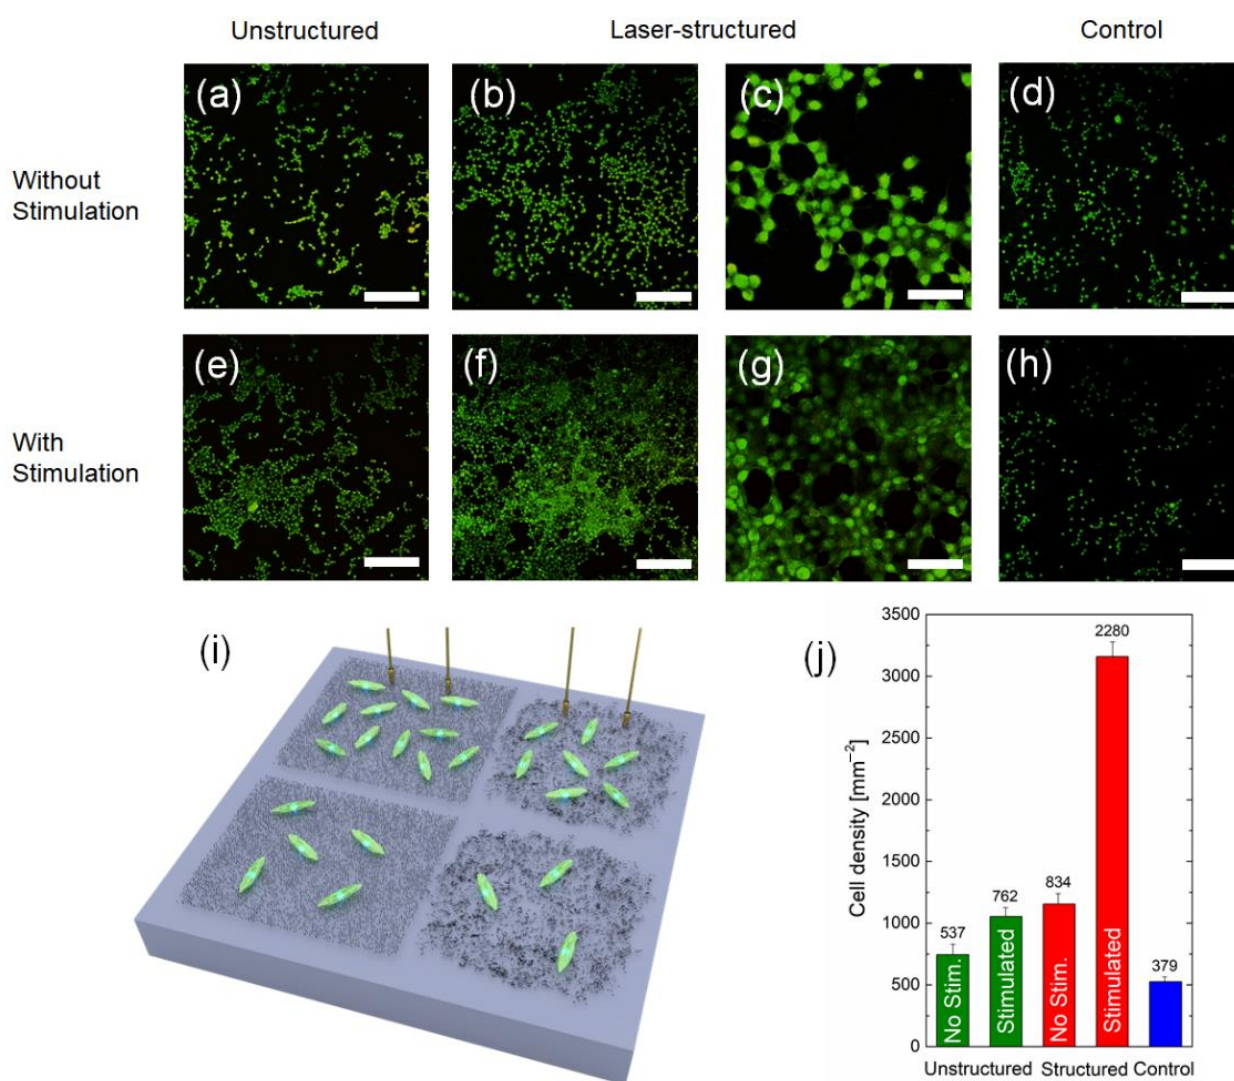 Unstructured
Laser-structured
Control
Without
Stimulation
(a)
(b)
(c)
(d)
With
Stimulation
(e)
(f)
(g)
(h)
(i)
(j)
Cell density [mm⁻²]
3500
3000
2500
2000
1500
1000
500
0
537
762
834
2280
379
No Stim.
Stimulated
No Stim.
Stimulated
Unstructured
Structured
Control